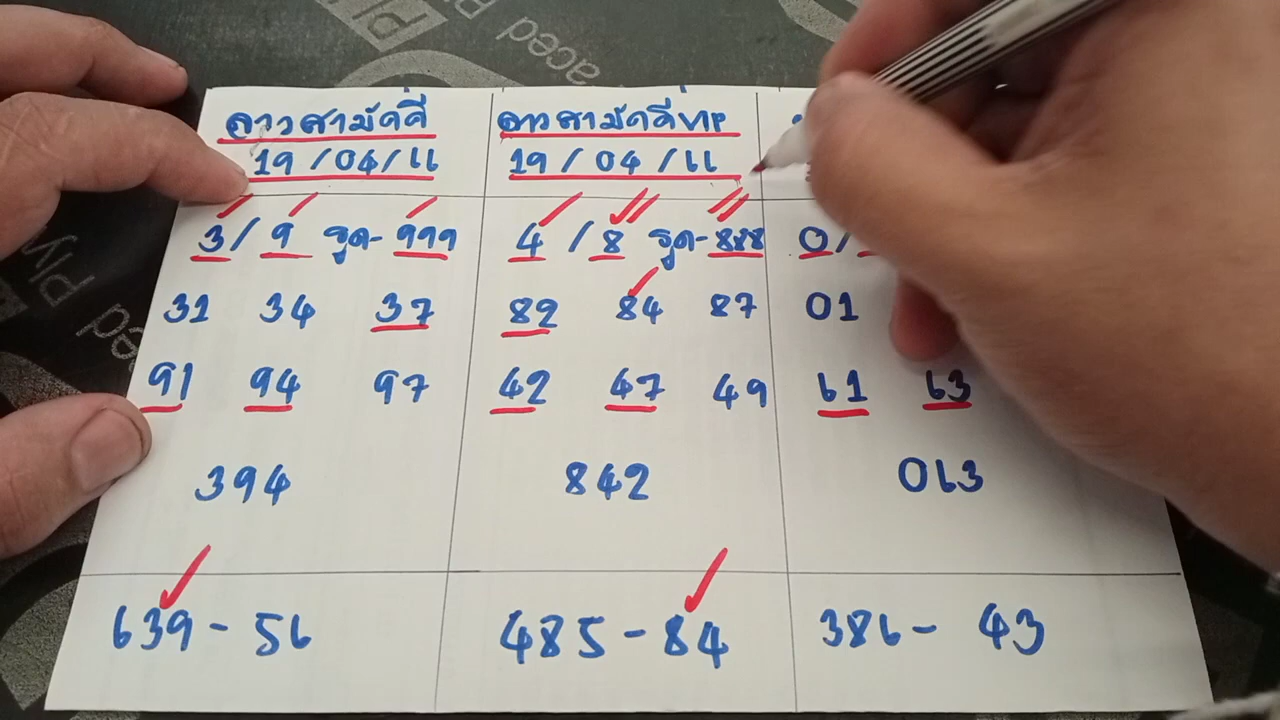 ลาวสามัคคี
19/04/66
3/9 รูด-999
31 34 37
91 94 97
394
639-56
ลาวสามัคคีVIP
19/04/66
4/8 รูด-888
82 84 87
42 47 49
842
485-84
0/
01
61 63
063
386-43